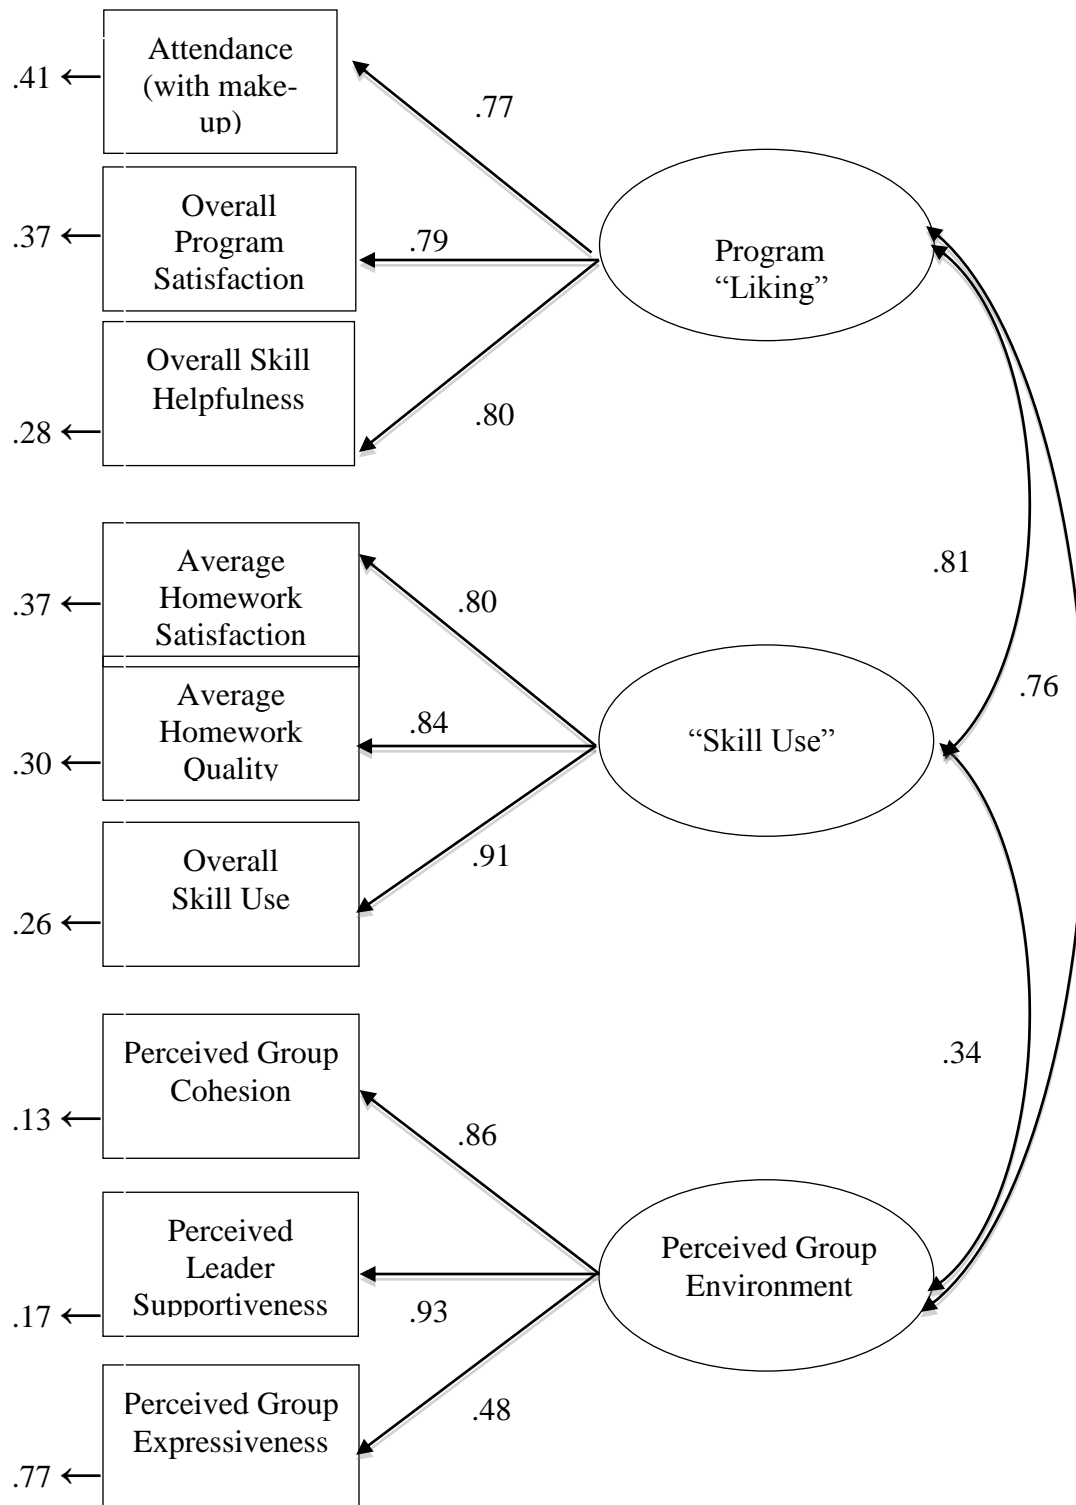 Attendance
(with make-
up)
.41
.77
Overall
Program
Satisfaction
.37
.79
Program
“Liking”
Overall Skill
Helpfulness
.28
.80
Average
Homework
Satisfaction
.37
.80
.81
.76
Average
Homework
Quality
.30
.84
“Skill Use”
Overall
Skill Use
.26
.91
Perceived Group
Cohesion
.13
.86
.34
Perceived
Leader
Supportiveness
.17
.93
Perceived Group
Environment
Perceived Group
Expressiveness
.77
.48